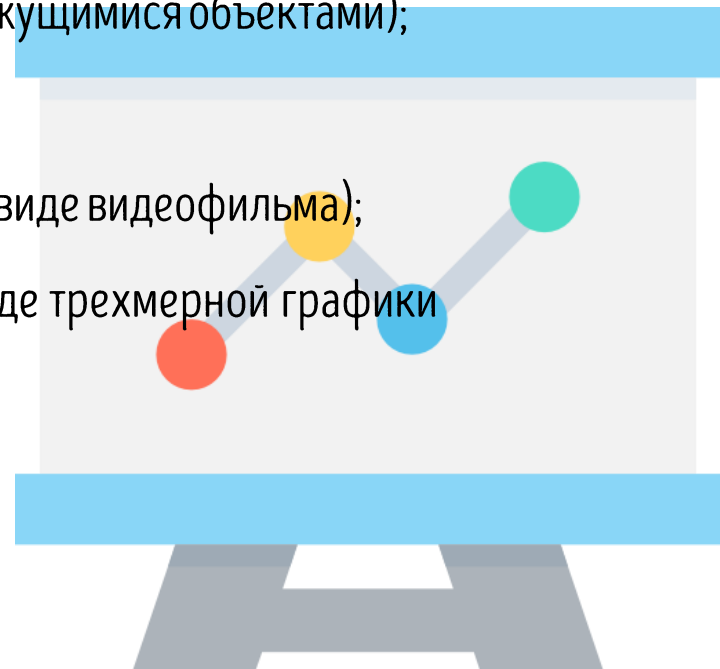 кущимися объектами);
виде видеофильма);
де трехмерной графики